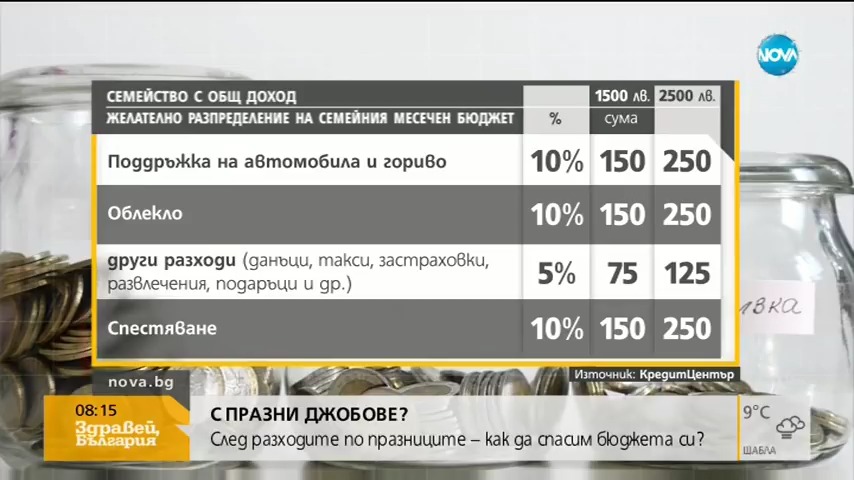 NOVA
СЕМЕЙСТВО С ОБЩ ДОХОД 1500 лв. 2500 лв.
ЖЕЛАТЕЛНО РАЗПРЕДЕЛЕНИЕ НА СЕМЕЙНИЯ МЕСЕЧЕН БЮДЖЕТ % сума
Поддръжка на автомобила и гориво 10% 150 250
Облекло 10% 150 250
други разходи (данъци, такси, застраховки,
развлечения, подаръци и др.) 5% 75 125
Спестяване 10% 150 250
nova.bg Източник: КредитЦентър
08:15 С ПРАЗНИ ДЖОБОВЕ? 9°C
Здравей,
България След разходите по празниците – как да спасим бюджета си? ШАБЛА